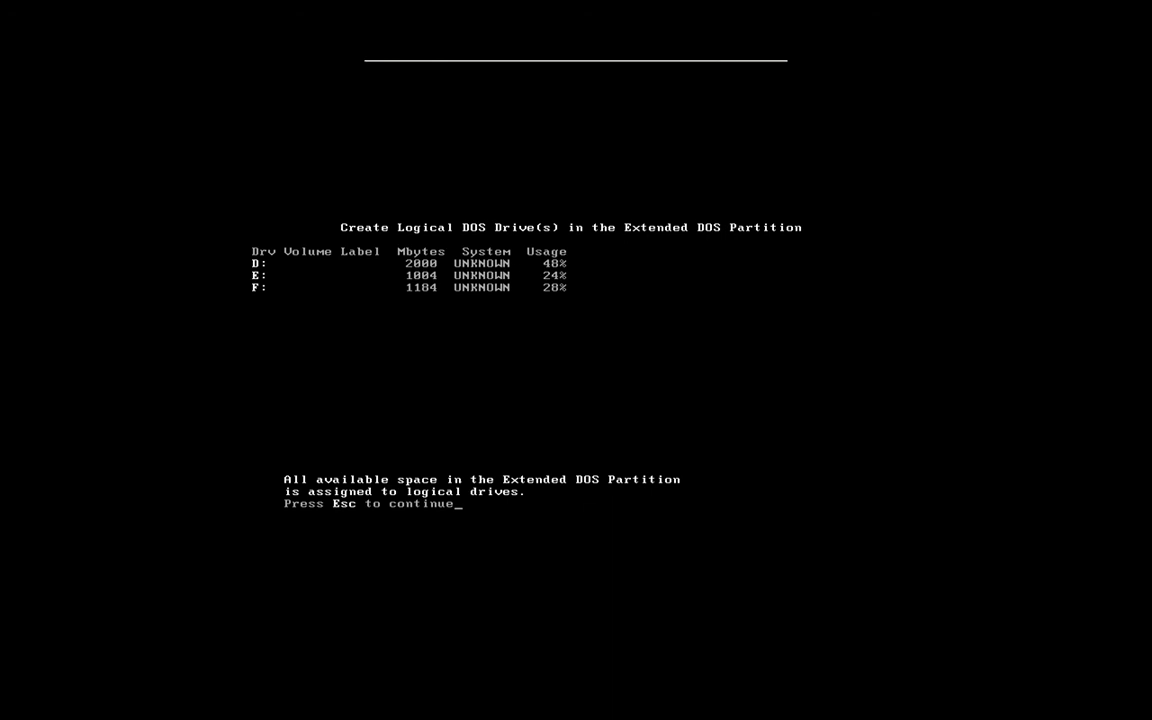 Create Logical DOS Drive(s) in the Extended DOS Partition
Drv Volume Label  Mbytes  System  Usage
D:                 2000  UNKNOWN    48%
E:                 1004  UNKNOWN    24%
F:                 1184  UNKNOWN    28%
All available space in the Extended DOS Partition
is assigned to logical drives.
Press Esc to continue_